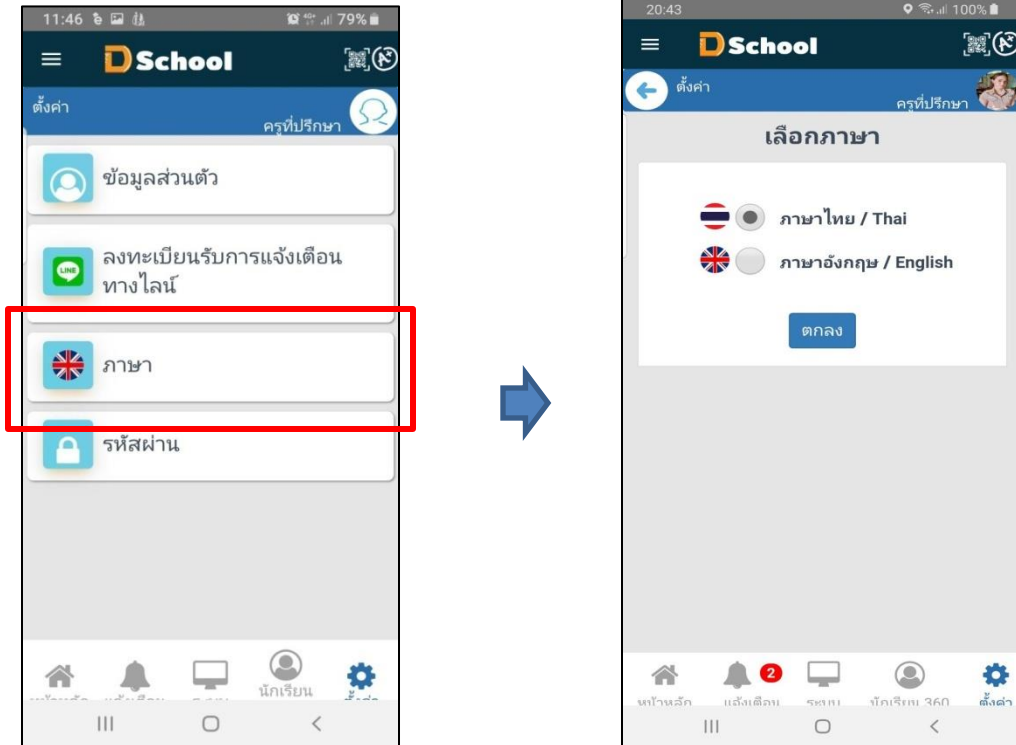 11:46
79%
DSchool
ตั้งค่า
ครูที่ปรึกษา
ข้อมูลส่วนตัว
LINE
ลงทะเบียนรับการแจ้งเตือน
ทางไลน์
ภาษา
รหัสผ่าน
นักเรียน
20:43
100%
DSchool
ตั้งค่า
ครูที่ปรึกษา
เลือกภาษา
ภาษาไทย / Thai
ภาษาอังกฤษ / English
ตกลง
2
หน้าหลัก แจ้งเตือน ระบบ นักเรียน 360 ตั้งค่า